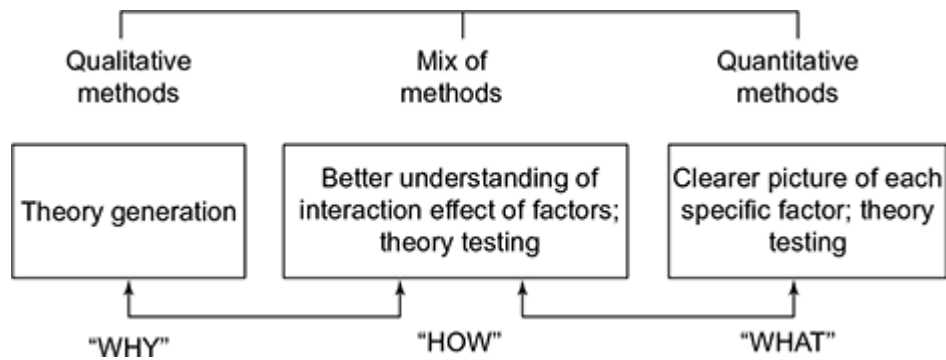 Qualitative
methods
Mix of
methods
Quantitative
methods
Theory generation
Better understanding of
interaction effect of factors;
theory testing
Clearer picture of each
specific factor; theory
testing
“WHY”
“HOW”
“WHAT”